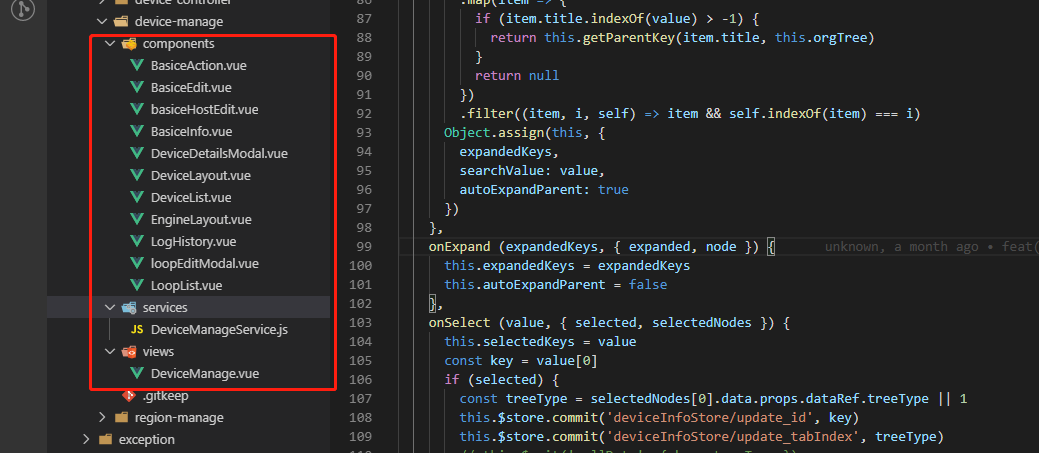 device-controller
device-manage
components
BasiceAction.vue
BasiceEdit.vue
basiceHostEdit.vue
BasiceInfo.vue
DeviceDetailsModal.vue
DeviceLayout.vue
DeviceList.vue
EngineLayout.vue
LogHistory.vue
loopEditModal.vue
LoopList.vue
services
JS DeviceManageService.js
views
DeviceManage.vue
.gitkeep
region-manage
exception
86 .map(item => {
87 if (item.title.indexOf(value) > -1) {
88 return this.getParentKey(item.title, this.orgTree)
89 }
90 return null
91 })
92 .filter((item, i, self) => item && self.indexOf(item) === i)
93 Object.assign(this, {
94 expandedKeys,
95 searchValue: value,
96 autoExpandParent: true
97 })
98 },
99 onExpand (expandedKeys, { expanded, node }) { unknown, a month ago • feat(
100 this.expandedKeys = expandedKeys
101 this.autoExpandParent = false
102 },
103 onSelect (value, { selected, selectedNodes }) {
104 this.selectedKeys = value
105 const key = value[0]
106 if (selected) {
107 const treeType = selectedNodes[0].data.props.dataRef.treeType || 1
108 this.$store.commit('deviceInfoStore/update_id', key)
109 this.$store.commit('deviceInfoStore/update_tabIndex', treeType)